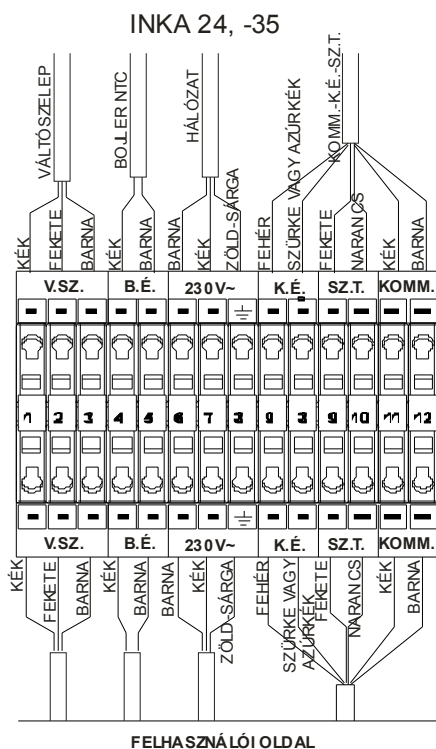 INKA 24, -35
VÁLTÓSZELEP
BOJLER NTC
HÁLÓZAT
KOMM.-K.É.-SZ.T.
KÉK
FEKETE
BARNA
KÉK
BARNA
BARNA
KÉK
ZÖLD-SÁRGA
FEHÉR
SZÜRKE VAGY AZÚRKÉK
FEKETE
NARANCS
KÉK
BARNA
V.SZ. B.É. 230V~ K.É. SZ.T. KOMM.
1 2 3 4 5 6 7 8 9 8 9 10 11 12
V.SZ. B.É. 230V~ K.É. SZ.T. KOMM.
KÉK
FEKETE
BARNA
KÉK
BARNA
BARNA
KÉK
ZÖLD-SÁRGA
FEHÉR
SZÜRKE VAGY
AZÚRKÉK
FEKETE
NARANCS
KÉK
BARNA
FELHASZNÁLÓI OLDAL